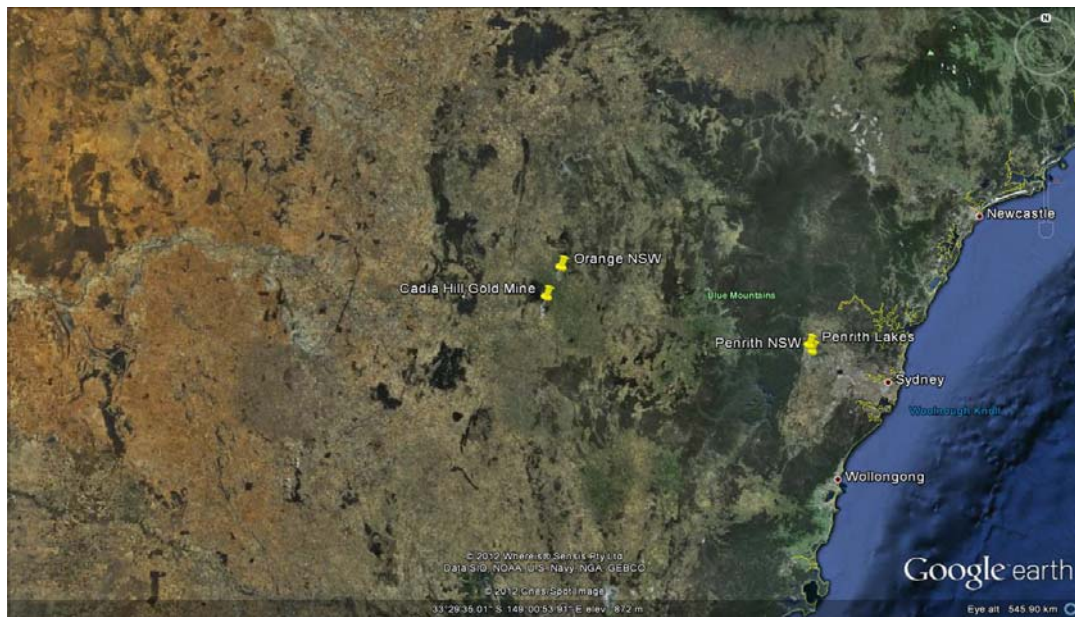 N
Newcastle
Orange NSW
Cadia Hill Gold Mine
Blue Mountains
Penrith Lakes
Penrith NSW
Sydney
Woolnough Knoll
Wollongong
© 2012 Whereis® Sensis Pty Ltd
Data SIO, NOAA, U.S. Navy, NGA, GEBCO
© 2012 Cnes/Spot Image
Google earth
33°29'35.01" S 149°00'53.91" E elev 872 m
Eye alt 545.90 km